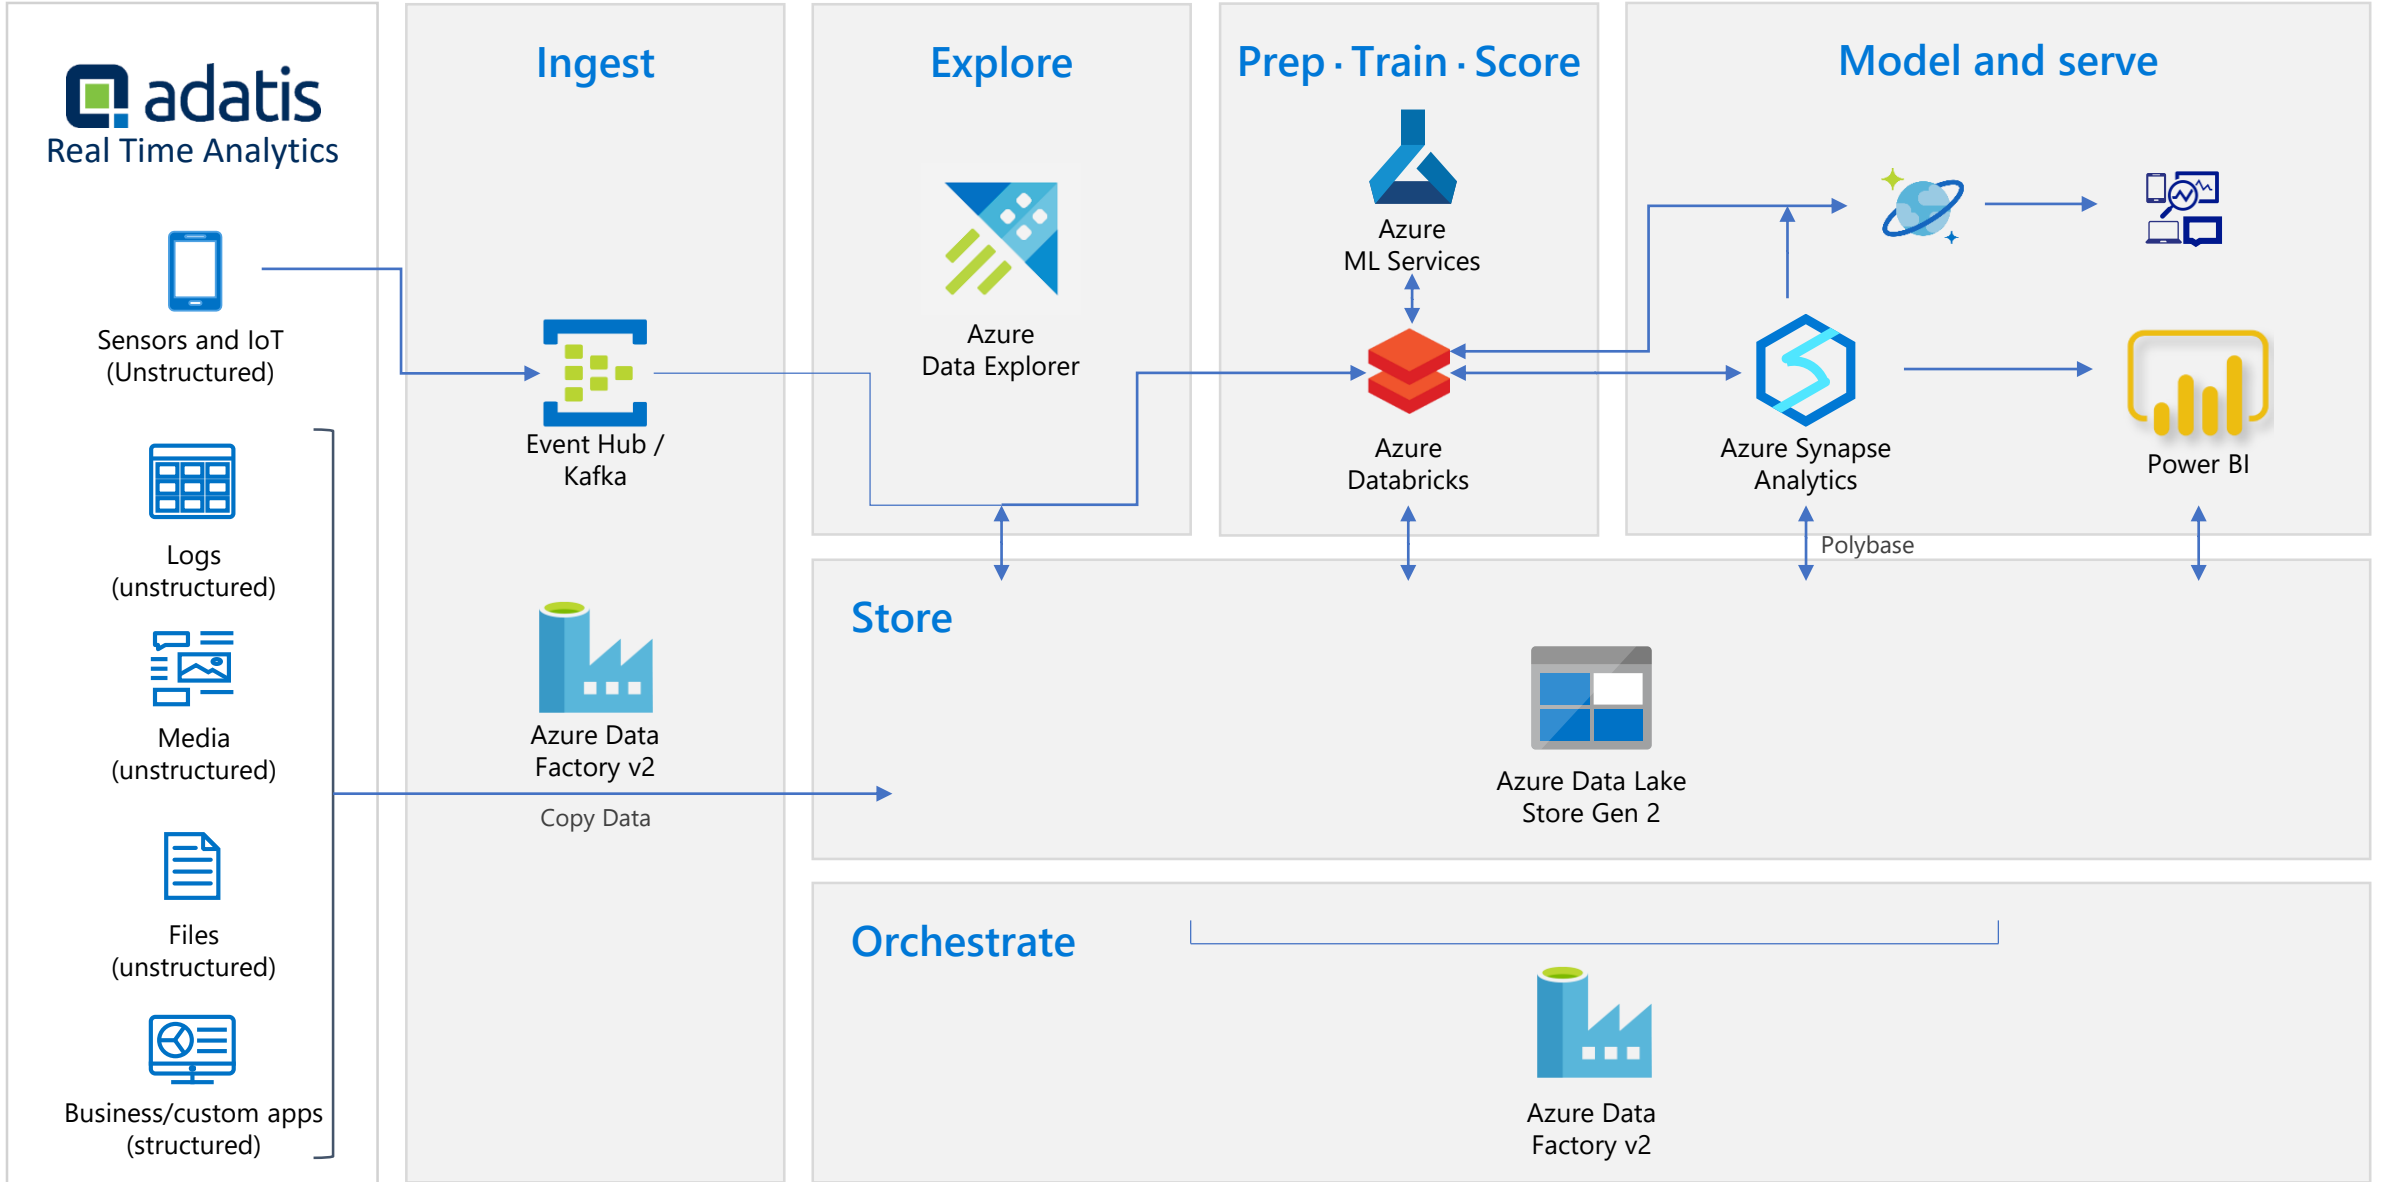 adatis
Real Time Analytics
Sensors and IoT
(Unstructured)
Logs
(unstructured)
Media
(unstructured)
Files
(unstructured)
Business/custom apps
(structured)
Ingest
Event Hub /
Kafka
Azure Data
Factory v2
Copy Data
Explore
Azure
Data Explorer
Prep · Train · Score
Azure
ML Services
Azure
Databricks
Model and serve
Azure Synapse
Analytics
Power BI
Polybase
Store
Azure Data Lake
Store Gen 2
Orchestrate
Azure Data
Factory v2